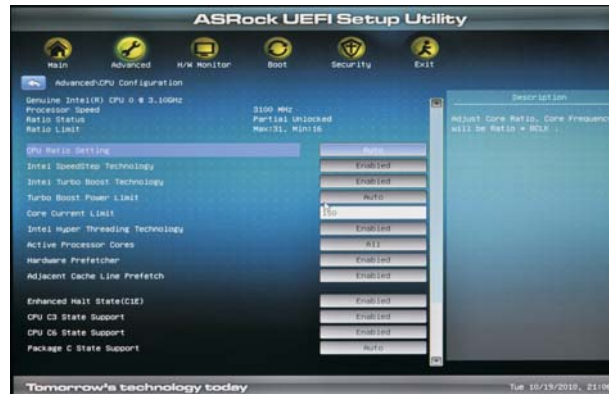 ASRock UEFI Setup Utility
Main Advanced H/W Monitor Boot Security Exit
Advanced\CPU Configuration
Description
Genuine Intel(R) CPU 0 @ 3.10GHz
Processor Speed 3100 MHz
Ratio Status Partial Unlocked
Ratio Limit Max:31, Min:16
Adjust Core Ratio, Core Frequency
will be Ratio * BCLK .
CPU Ratio Setting Auto
Intel SpeedStep Technology Enabled
Intel Turbo Boost Technology Enabled
Turbo Boost Power Limit Auto
Core Current Limit
Intel Hyper Threading Technology Enabled
Active Processor Cores All
Hardware Prefetcher Enabled
Adjacent Cache Line Prefetch Enabled
Enhanced Halt State(C1E) Enabled
CPU C3 State Support Enabled
CPU C6 State Support Enabled
Package C State Support Auto
Tomorrow's technology today
Tue 10/19/2010, 21:06